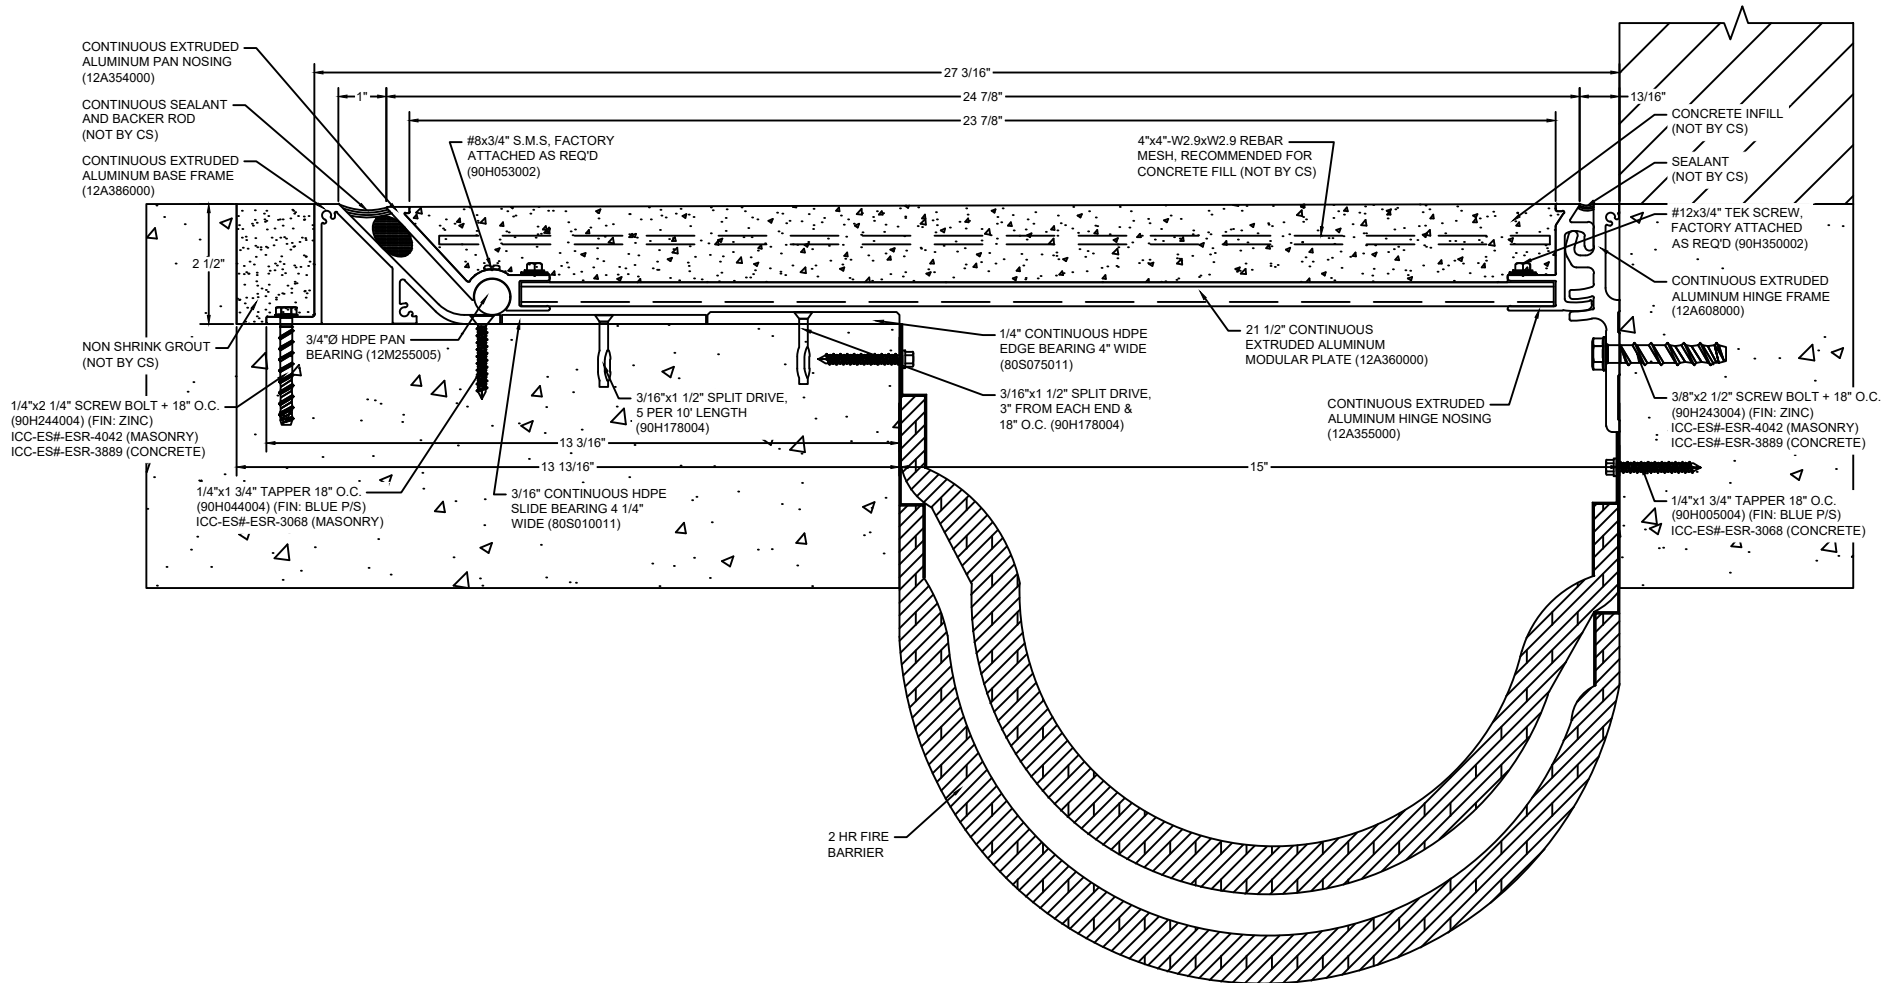 CONTINUOUS EXTRUDED
ALUMINUM PAN NOSING
(12A354000)
CONTINUOUS SEALANT
AND BACKER ROD
(NOT BY CS)
CONTINUOUS EXTRUDED
ALUMINUM BASE FRAME
(12A386000)
27 3/16"
1"
24 7/8"
13/16"
23 7/8"
#8x3/4" S.M.S, FACTORY
ATTACHED AS REQ'D
(90H053002)
4"x4"-W2.9xW2.9 REBAR
MESH, RECOMMENDED FOR
CONCRETE FILL (NOT BY CS)
CONCRETE INFILL
(NOT BY CS)
SEALANT
(NOT BY CS)
#12x3/4" TEK SCREW,
FACTORY ATTACHED
AS REQ'D (90H350002)
2 1/2"
CONTINUOUS EXTRUDED
ALUMINUM HINGE FRAME
(12A608000)
NON SHRINK GROUT
(NOT BY CS)
3/4"Ø HDPE PAN
BEARING (12M255005)
1/4" CONTINUOUS HDPE
EDGE BEARING 4" WIDE
(80S075011)
21 1/2" CONTINUOUS
EXTRUDED ALUMINUM
MODULAR PLATE (12A360000)
1/4"x2 1/4" SCREW BOLT + 18" O.C.
(90H244004) (FIN: ZINC)
ICC-ES#-ESR-4042 (MASONRY)
ICC-ES#-ESR-3889 (CONCRETE)
3/16"x1 1/2" SPLIT DRIVE,
5 PER 10' LENGTH
(90H178004)
3/16"x1 1/2" SPLIT DRIVE,
3" FROM EACH END &
18" O.C. (90H178004)
CONTINUOUS EXTRUDED
ALUMINUM HINGE NOSING
(12A355000)
3/8"x2 1/2" SCREW BOLT + 18" O.C.
(90H243004) (FIN: ZINC)
ICC-ES#-ESR-4042 (MASONRY)
ICC-ES#-ESR-3889 (CONCRETE)
13 3/16"
13 13/16"
15"
1/4"x1 3/4" TAPPER 18" O.C.
(90H044004) (FIN: BLUE P/S)
ICC-ES#-ESR-3068 (MASONRY)
3/16" CONTINUOUS HDPE
SLIDE BEARING 4 1/4"
WIDE (80S010011)
1/4"x1 3/4" TAPPER 18" O.C.
(90H005004) (FIN: BLUE P/S)
ICC-ES#-ESR-3068 (CONCRETE)
2 HR FIRE
BARRIER